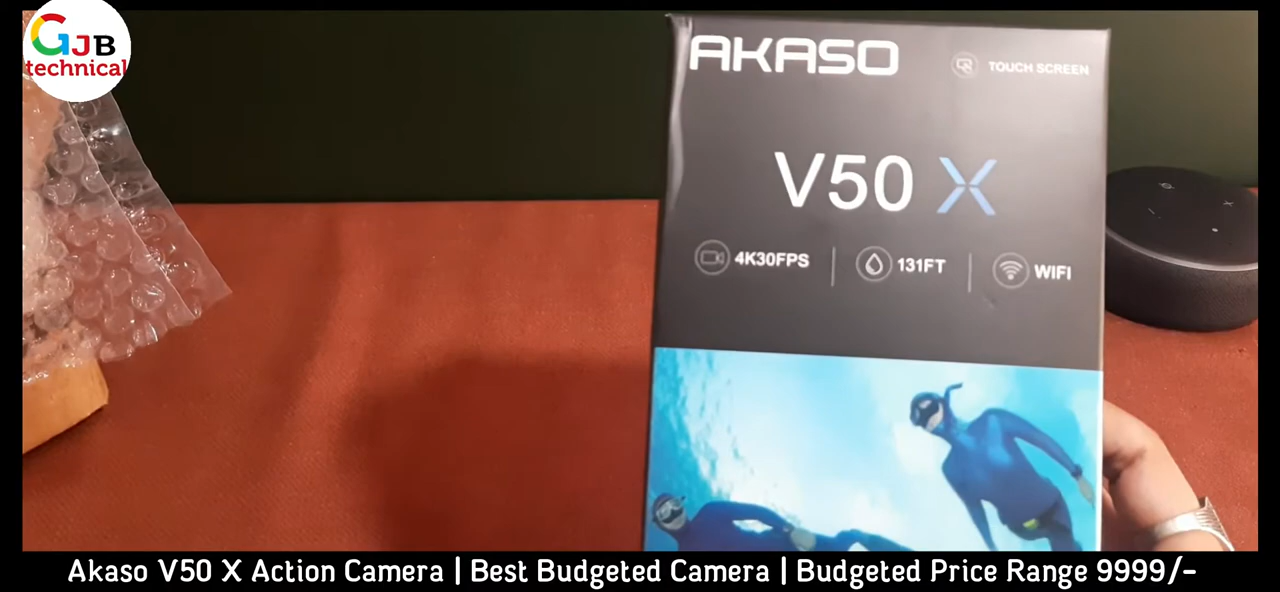 GJB
technical
AKASO
TOUCH SCREEN
V50 X
4K30FPS
131FT
WIFI
Akaso V50 X Action Camera | Best Budgeted Camera | Budgeted Price Range 9999/-